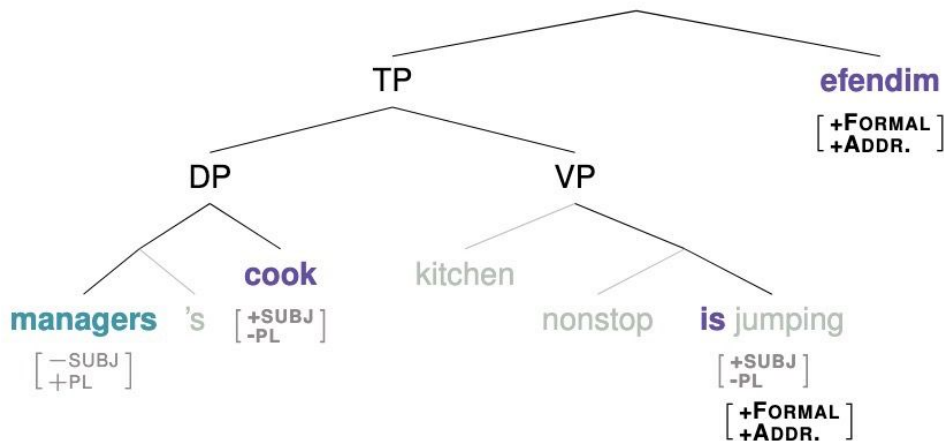 TP
efendim
[+FORMAL
+ADDR.]
DP
VP
cook
kitchen
[+SUBJ
-PL]
managers 's
nonstop
is jumping
[−SUBJ
+PL]
[+SUBJ
-PL]
[+FORMAL
+ADDR.]